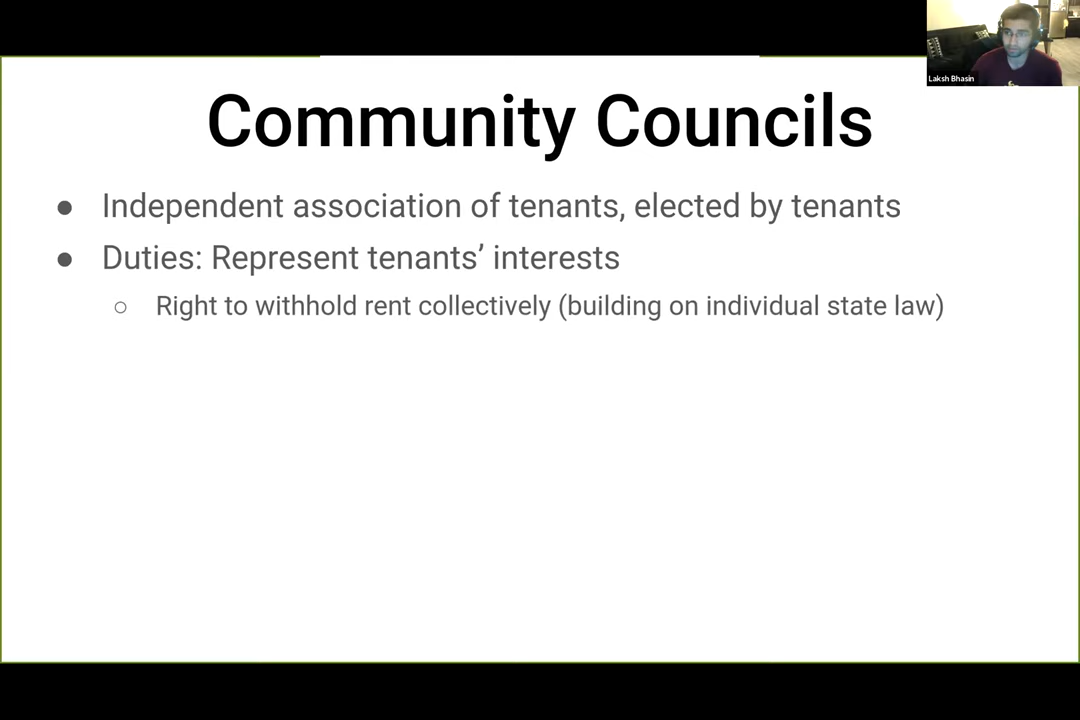 Laksh Bhasin
Community Councils
● Independent association of tenants, elected by tenants
● Duties: Represent tenants’ interests
○ Right to withhold rent collectively (building on individual state law)